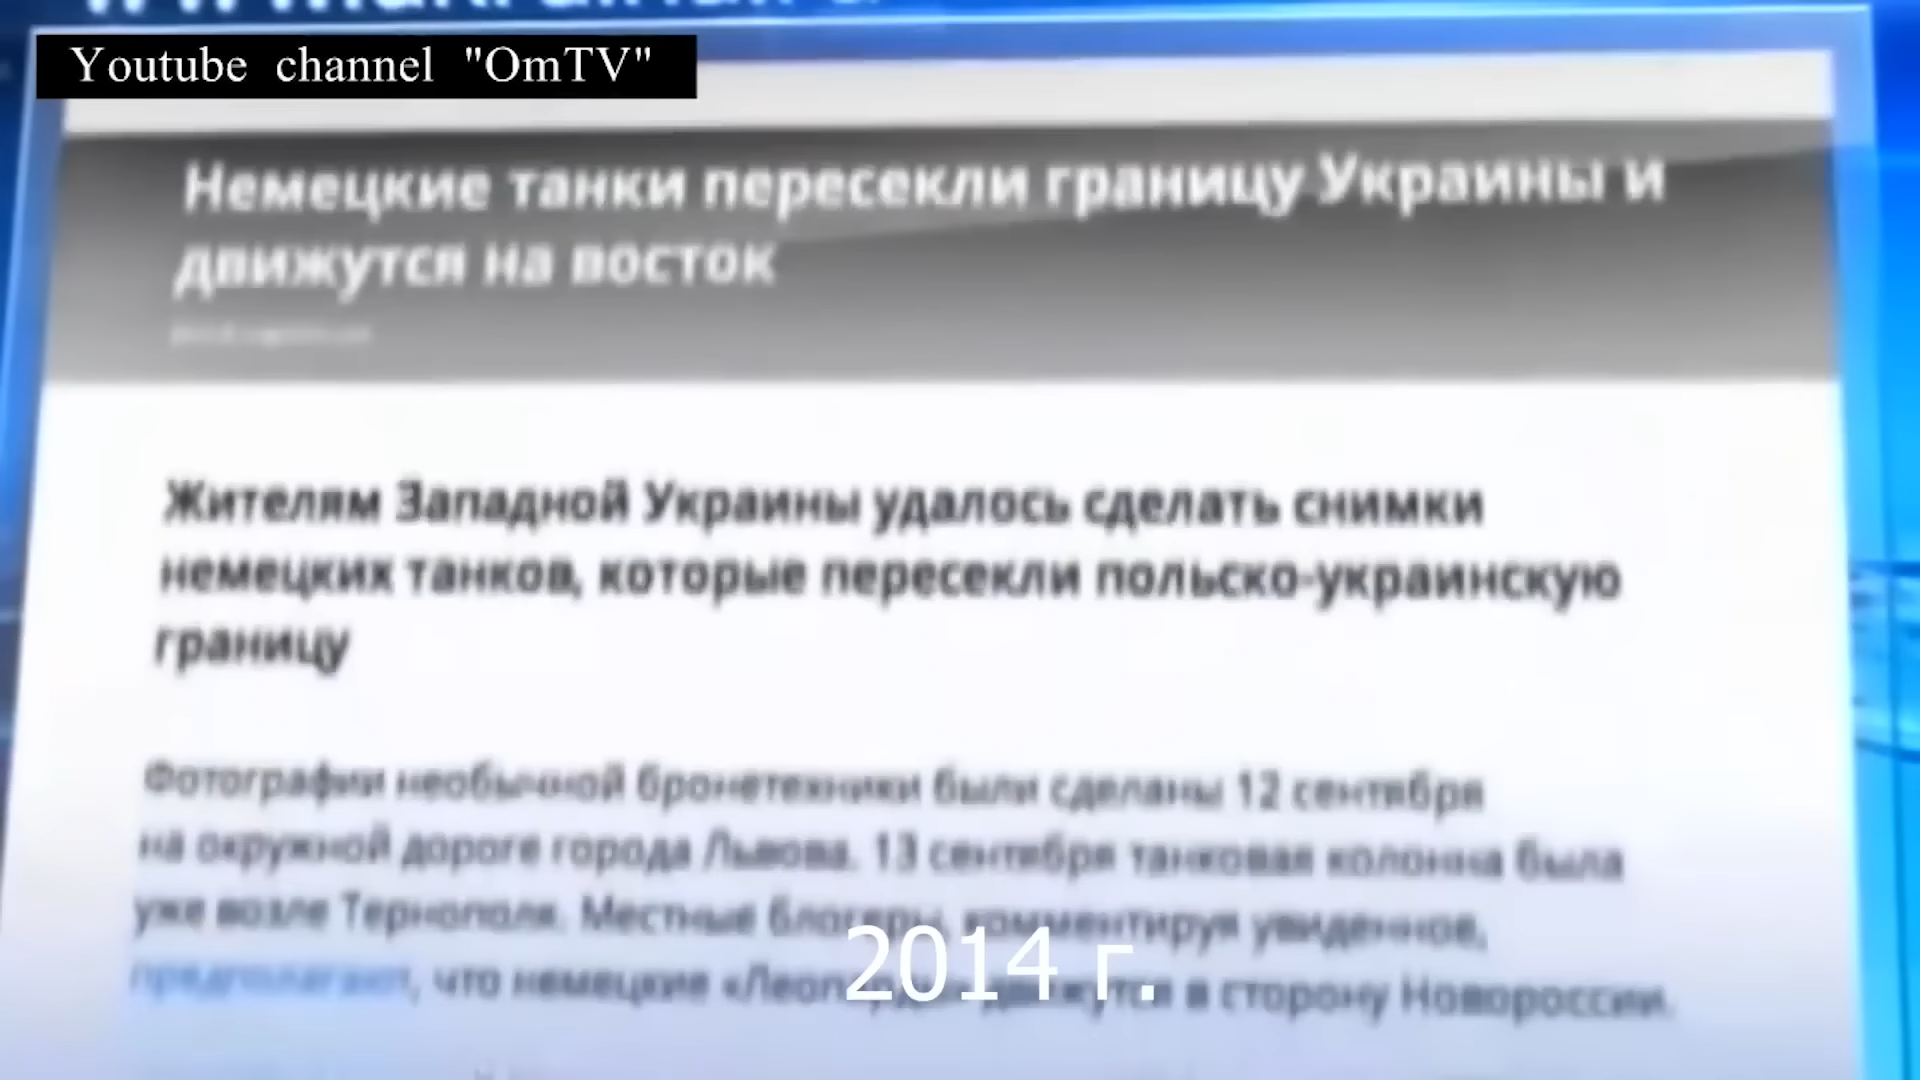 Youtube channel "OmTV"
Немецкие танки пересекли границу Украины и
движутся на восток
Жителям Западной Украины удалось сделать снимки
немецких танков, которые пересекли польско-украинскую
границу
Фотографии необычной бронетехники были сделаны 12 сентября
на окружной дороге города Львова. 13 сентября танковая колонна была
уже возле Тернополя. Местные блогеры, комментируя увиденное,
предполагают, что немецкие движутся в сторону Новороссии.
2014 г.